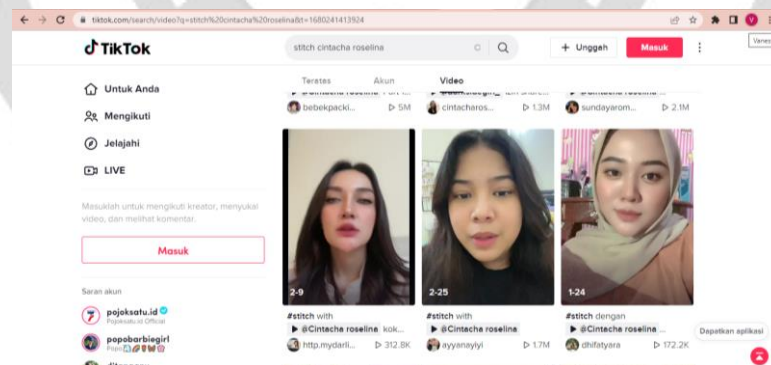 tiktok.com/search/video?q=stitch%20cintacha%20roselina&t=1680241413924
Vanes
TikTok
stitch cintacha roselina
Unggah
Masuk
Teratas
Akun
Video
Untuk Anda
Mengikuti
Jelajahi
LIVE
Masuklah untuk mengikuti kreator, menyukai
video, dan melihat komentar.
Masuk
Saran akun
pojoksatu.id
Pojoksatu.id Official
popobarbiegirl
Popo
bebekpacki... 5M
cintacharos... 1.3M
sundayarom... 2.1M
2-9
#stitch with
@Cintacha roselina kok...
http.mydarli... 312.8K
2-25
#stitch with
@Cintacha roselina
ayyanayiyi 1.7M
1-24
#stitch dengan
@Cintacha roselina ...
dhifatyara 172.2K
Dapatkan aplikasi